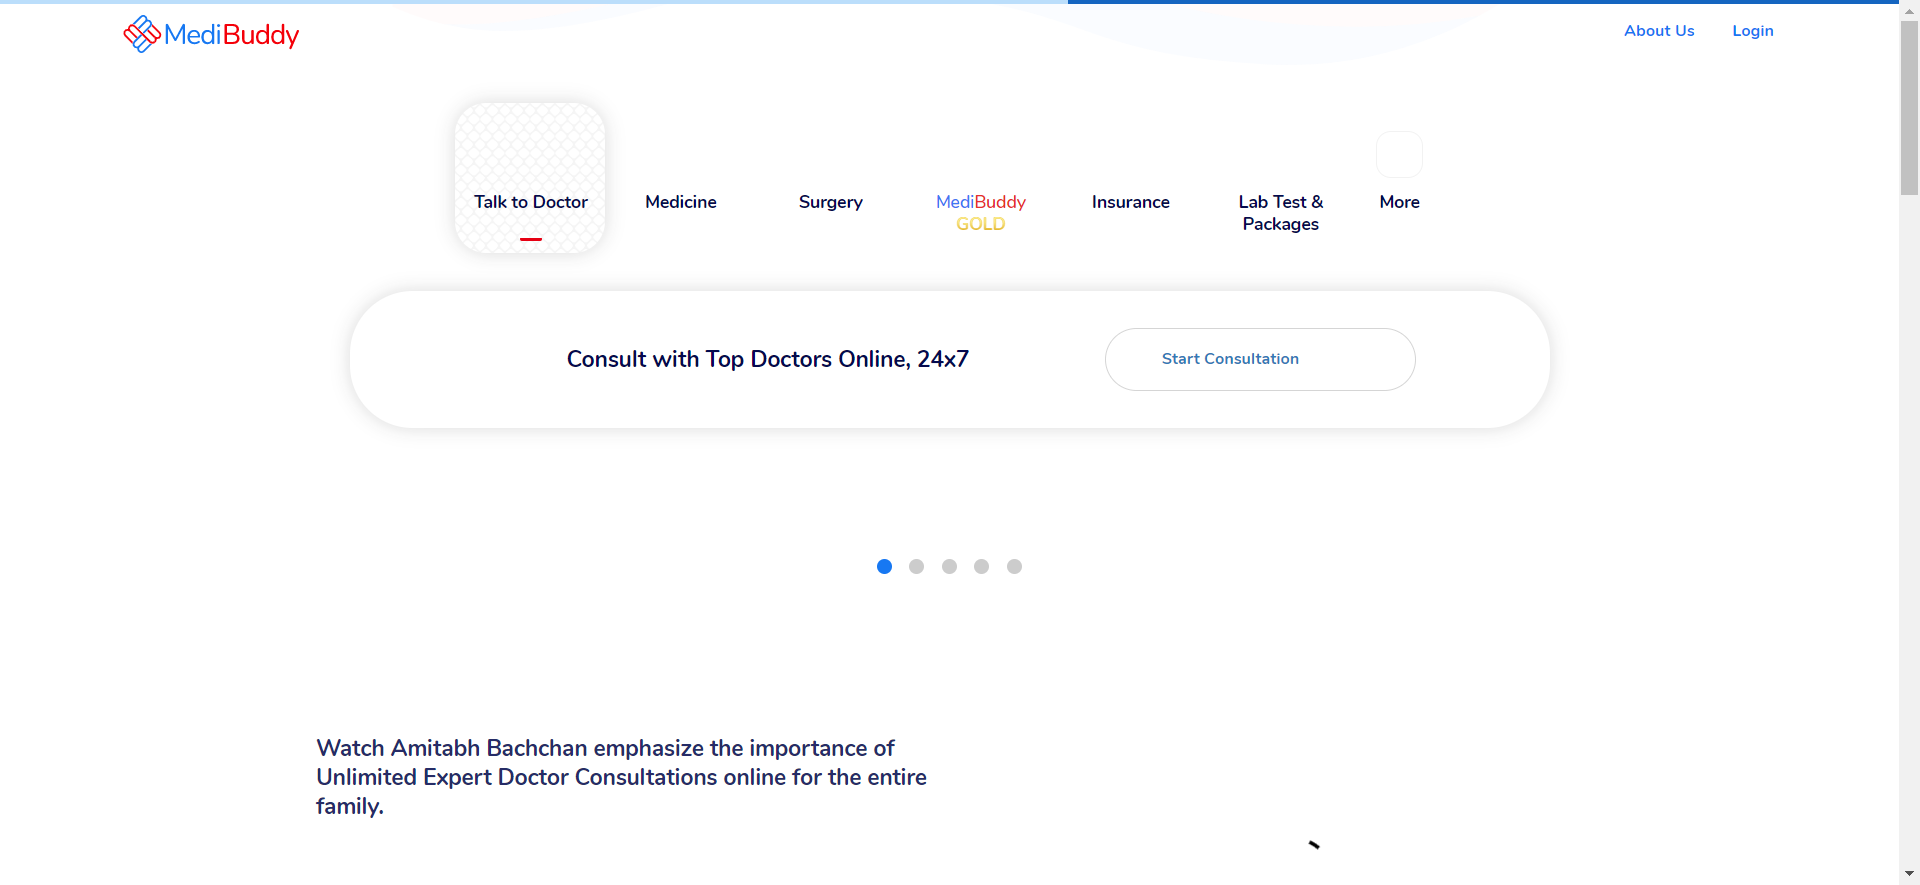 MediBuddy
About Us
Login
Talk to Doctor
Medicine
Surgery
MediBuddy
GOLD
Insurance
Lab Test &
Packages
More
Consult with Top Doctors Online, 24x7
Start Consultation
Watch Amitabh Bachchan emphasize the importance of
Unlimited Expert Doctor Consultations online for the entire
family.